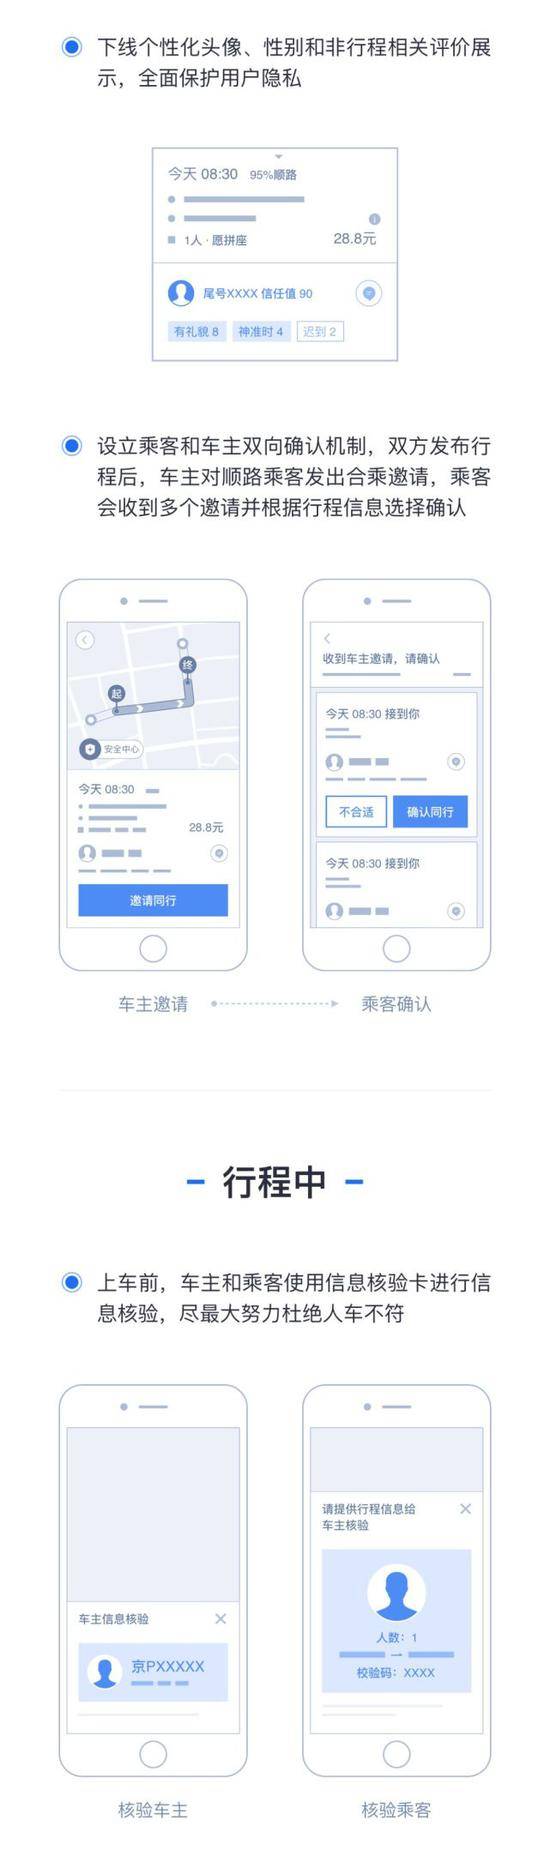 下线个性化头像、性别和非行程相关评价展
示，全面保护用户隐私
今天 08:30 95%顺路
1人 · 愿拼座
28.8元
尾号XXXX 信任值 90
有礼貌 8 神准时 4 迟到 2
设立乘客和车主双向确认机制，双方发布行
程后，车主对顺路乘客发出合乘邀请，乘客
会收到多个邀请并根据行程信息选择确认
起
终
安全中心
今天 08:30
28.8元
邀请同行
收到车主邀请，请确认
今天 08:30 接到你
不合适 确认同行
今天 08:30 接到你
车主邀请 乘客确认
行程中
上车前，车主和乘客使用信息核验卡进行信
息核验，尽最大努力杜绝人车不符
车主信息核验
京PXXXXX
请提供行程信息给
车主核验
人数：1
校验码：XXXX
核验车主 核验乘客